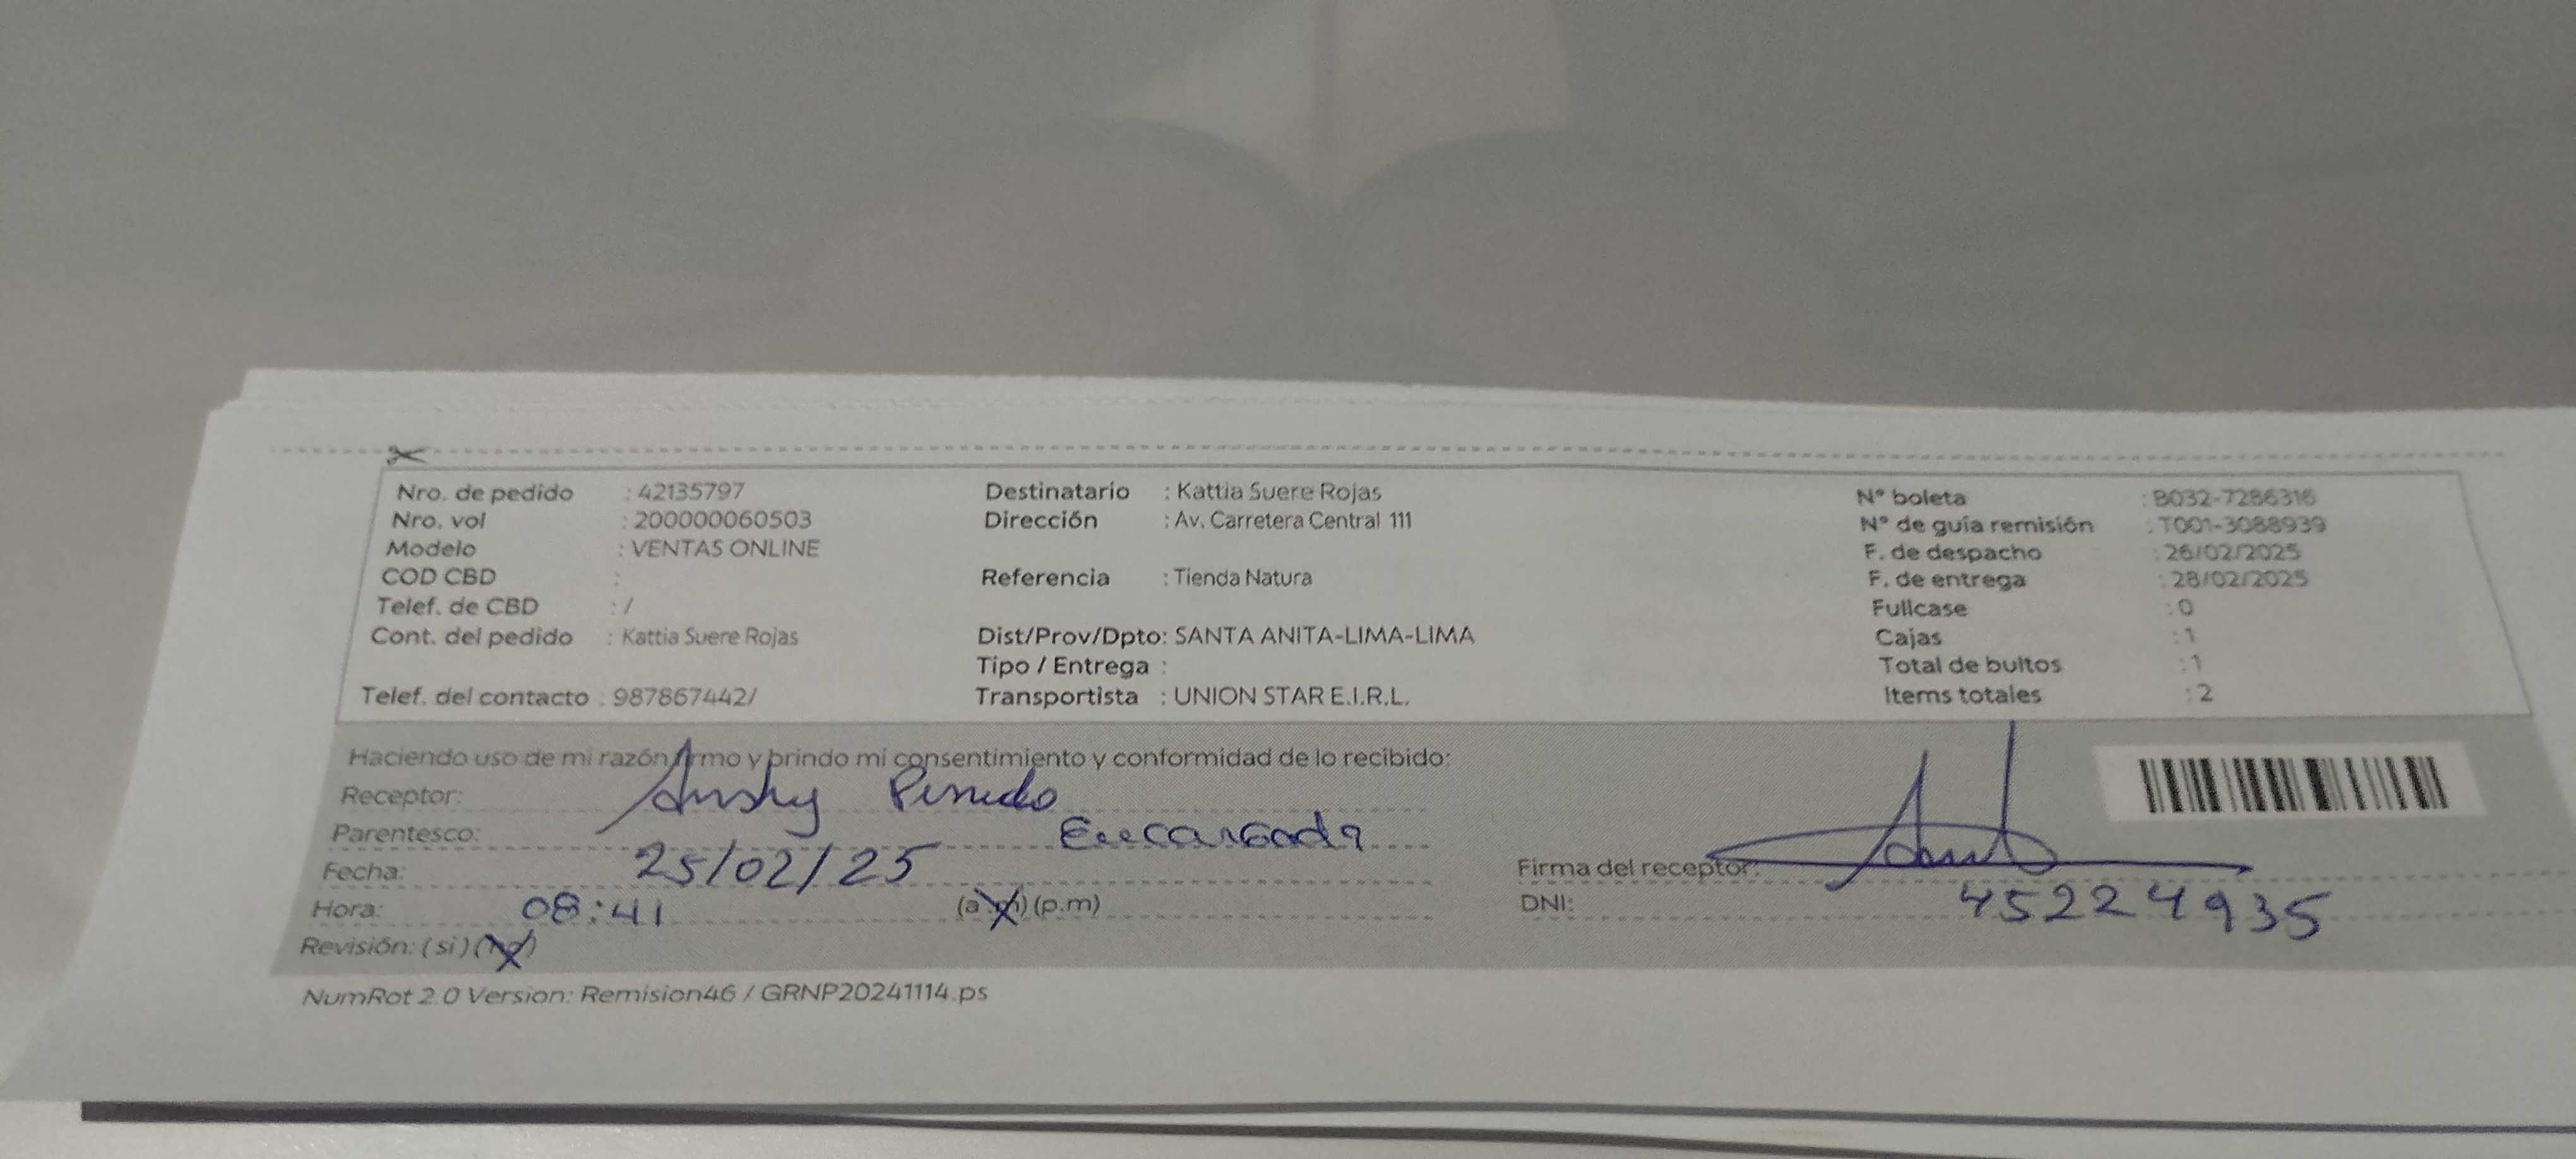 Nro. de pedido : 42135797
Nro. vol : 200000060503
Modelo : VENTAS ONLINE
COD CBD :
Telef. de CBD : /
Cont. del pedido : Kattia Suere Rojas
Telef. del contacto : 987867442/
Destinatario : Kattia Suere Rojas
Dirección : Av. Carretera Central 111
Referencia : Tienda Natura
Dist/Prov/Dpto: SANTA ANITA-LIMA-LIMA
Tipo / Entrega :
Transportista : UNION STAR E.I.R.L.
N° boleta : B032-7286316
N° de guía remisión : T001-3088939
F. de despacho : 26/02/2025
F. de entrega : 28/02/2025
Fullcase : 0
Cajas : 1
Total de bultos : 1
Items totales : 2
Haciendo uso de mi razón firmo y brindo mi consentimiento y conformidad de lo recibido:
Receptor:
Parentesco: Encargada
Fecha: 25/02/25
Hora: 08:41 (a.m) (p.m)
Revisión: (si) (no)
Firma del receptor:
DNI: 45224935
NumRot 2.0 Version: Remision46 / GRNP20241114.ps